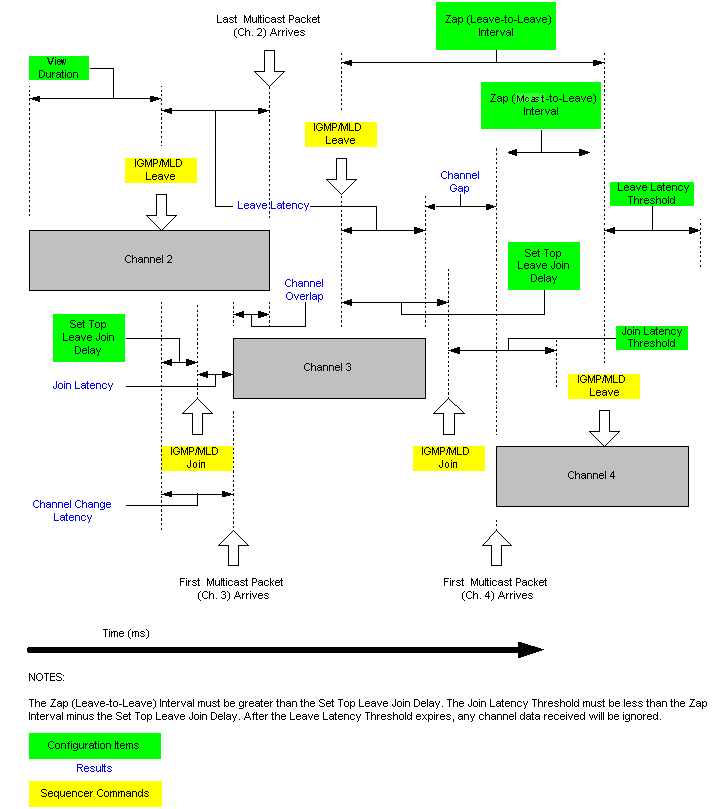 Last Multicast Packet
(Ch. 2) Arrives
Zap (Leave-to-Leave)
Interval
View
Duration
Zap (Mcast-to-Leave)
Interval
IGMP/MLD
Leave
IGMP/MLD
Leave
Channel
Gap
Leave Latency
Leave Latency
Threshold
Channel 2
Set Top
Leave Join
Delay
Channel
Overlap
Set Top
Leave Join
Delay
Join Latency
Threshold
Channel 3
Join Latency
IGMP/MLD
Leave
IGMP/MLD
Join
IGMP/MLD
Join
Channel 4
Channel Change
Latency
First Multicast Packet
(Ch. 3) Arrives
First Multicast Packet
(Ch. 4) Arrives
Time (ms)
NOTES:
The Zap (Leave-to-Leave) Interval must be greater than the Set Top Leave Join Delay. The Join Latency Threshold must be less than the Zap
Interval minus the Set Top Leave Join Delay. After the Leave Latency Threshold expires, any channel data received will be ignored.
Configuration Items
Results
Sequencer Commands